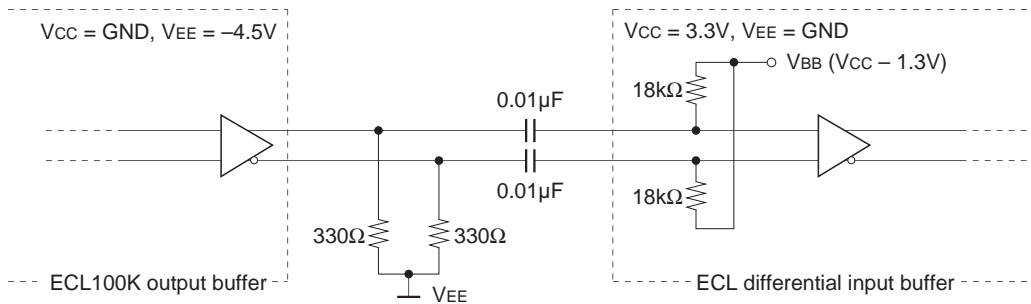 VCC = GND, VEE = –4.5V
VCC = 3.3V, VEE = GND
VBB (VCC – 1.3V)
18kΩ
0.01µF
0.01µF
18kΩ
330Ω
330Ω
ECL100K output buffer
VEE
ECL differential input buffer